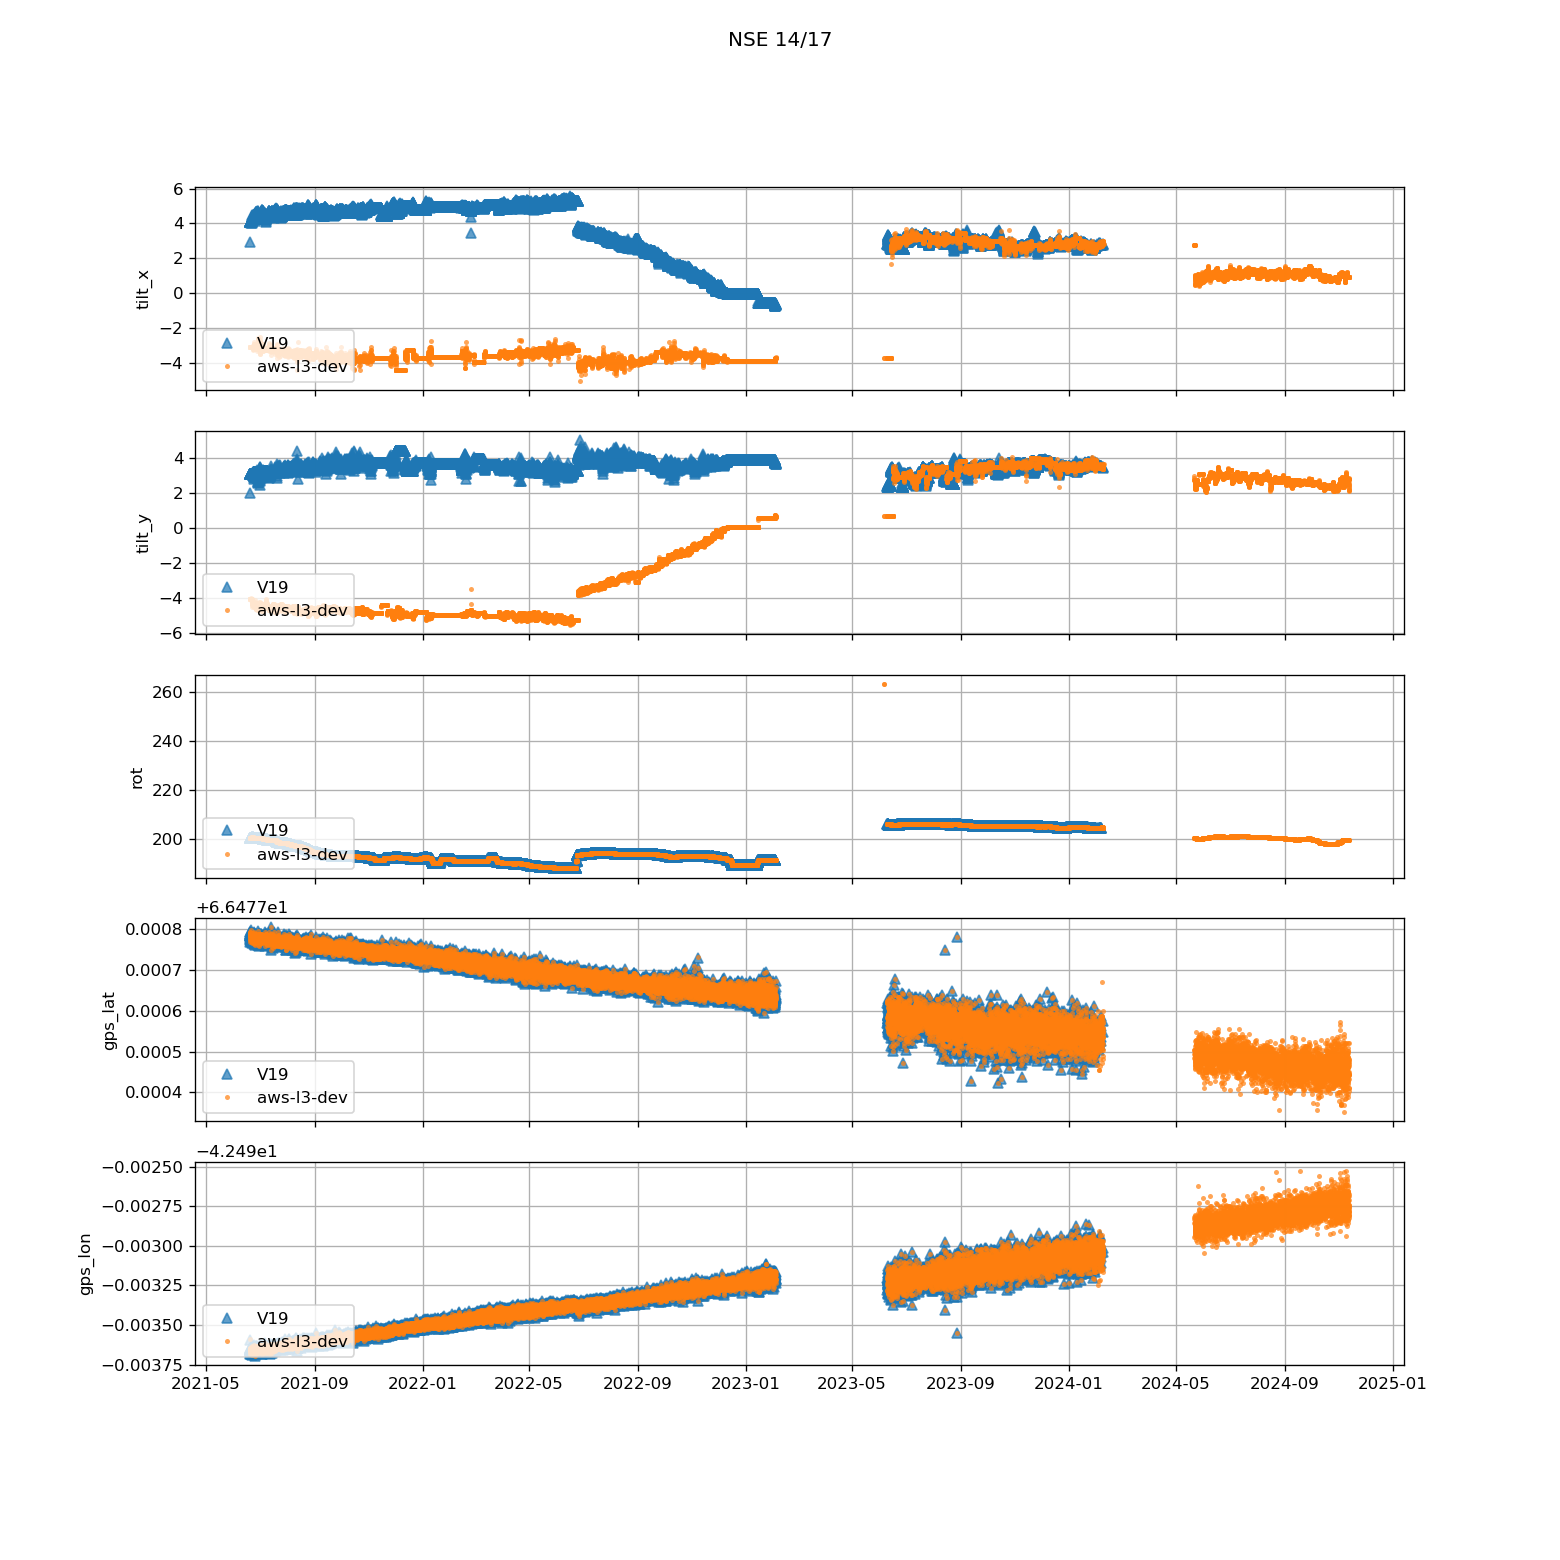 NSE 14/17
6
4
2
0
−2
−4
tilt_x
V19
aws-l3-dev
4
2
0
−2
−4
−6
tilt_y
V19
aws-l3-dev
260
240
220
200
rot
V19
aws-l3-dev
+6.6477e1
0.0008
0.0007
0.0006
0.0005
0.0004
gps_lat
V19
aws-l3-dev
−4.249e1
−0.00250
−0.00275
−0.00300
−0.00325
−0.00350
−0.00375
gps_lon
V19
aws-l3-dev
2021-05 2021-09 2022-01 2022-05 2022-09 2023-01 2023-05 2023-09 2024-01 2024-05 2024-09 2025-01